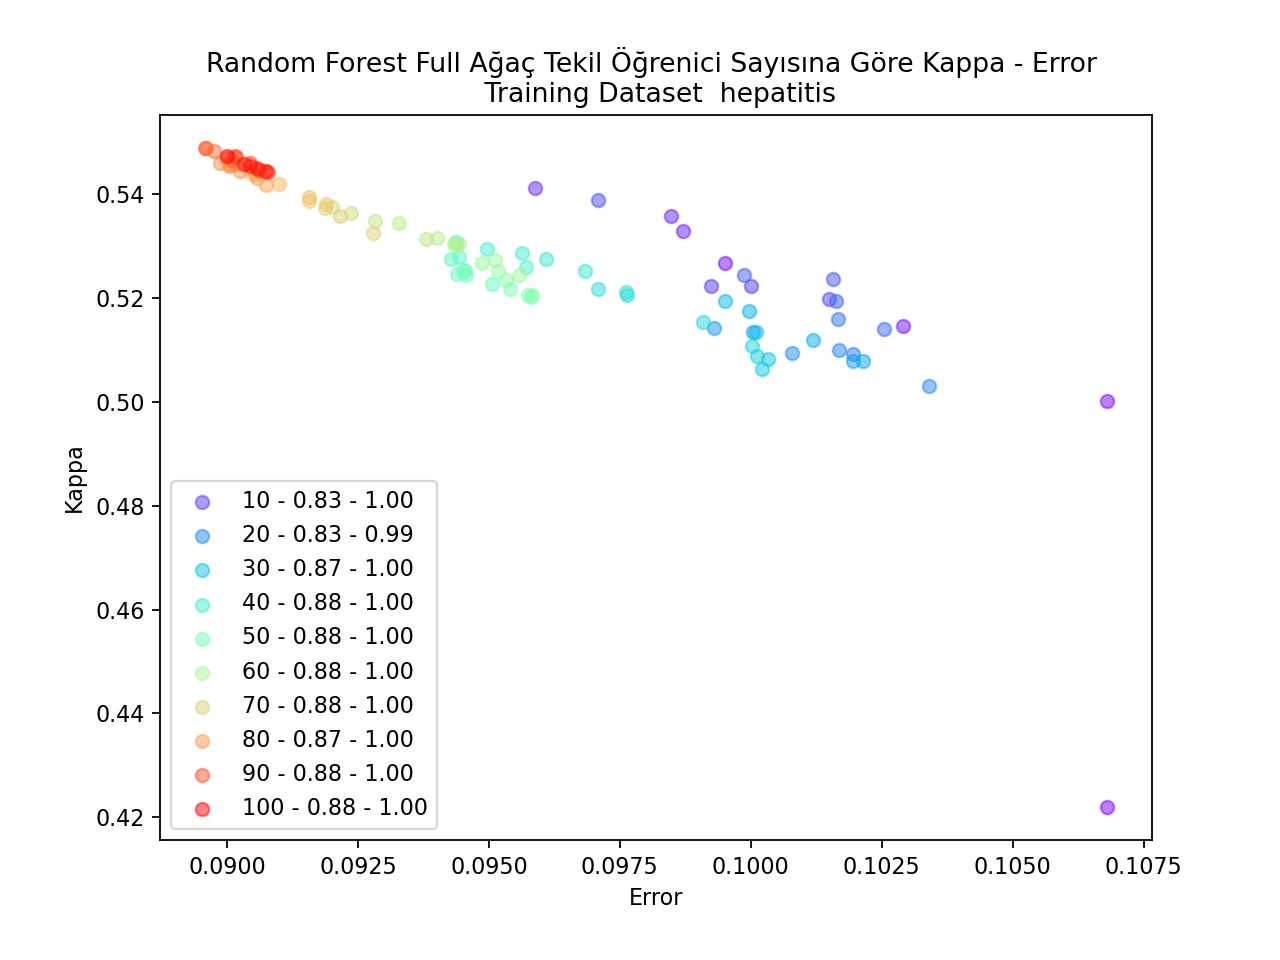 Random Forest Full Ağaç Tekil Öğrenici Sayısına Göre Kappa - Error
Training Dataset  hepatitis
Kappa
0.54
0.52
0.50
0.48
0.46
0.44
0.42
10 - 0.83 - 1.00
20 - 0.83 - 0.99
30 - 0.87 - 1.00
40 - 0.88 - 1.00
50 - 0.88 - 1.00
60 - 0.88 - 1.00
70 - 0.88 - 1.00
80 - 0.87 - 1.00
90 - 0.88 - 1.00
100 - 0.88 - 1.00
0.0900 0.0925 0.0950 0.0975 0.1000 0.1025 0.1050 0.1075
Error